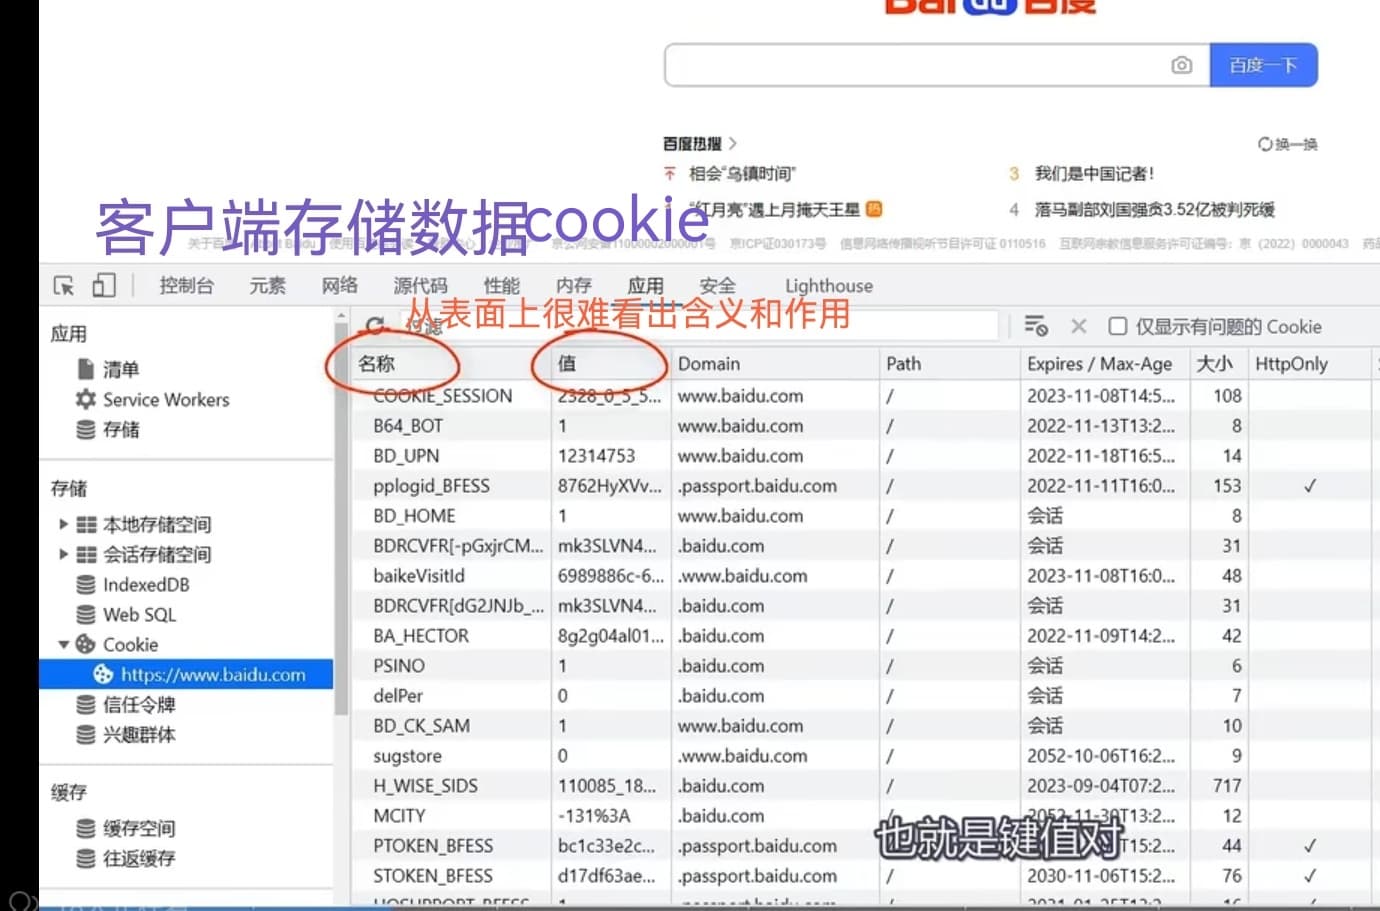 Bai du 百度
百度一下
百度热搜 >
换一换
相会“乌镇时间”
3 我们是中国记者!
“红月亮”遇上月掩天王星 热
4 落马副部刘国强贪3.52亿被判死缓
客户端存储数据cookie
京ICP证030173号 信息网络传播视听节目许可证 0110516 互联网宗教信息服务许可证编号:京(2022)0000043
控制台 元素 网络 源代码 性能 内存 应用 安全 Lighthouse
从表面上很难看出含义和作用
应用
过滤
仅显示有问题的 Cookie
名称 值 Domain Path Expires / Max-Age 大小 HttpOnly
清单
Service Workers
存储
存储
本地存储空间
会话存储空间
IndexedDB
Web SQL
Cookie
https://www.baidu.com
信任令牌
兴趣群体
缓存
缓存空间
往返缓存
COOKIE_SESSION 2328_0_5_5... www.baidu.com / 2023-11-08T14:5... 108
B64_BOT 1 www.baidu.com / 2022-11-13T13:2... 8
BD_UPN 12314753 www.baidu.com / 2022-11-18T16:5... 14
pplogid_BFESS 8762HyXVv... .passport.baidu.com / 2022-11-11T16:0... 153 ✓
BD_HOME 1 www.baidu.com / 会话 8
BDRCVFR[-pGxjrCM... mk3SLVN4... .baidu.com / 会话 31
baikeVisitId 6989886c-6... .www.baidu.com / 2023-11-08T16:0... 48
BDRCVFR[dG2JNJb_... mk3SLVN4... .baidu.com / 会话 31
BA_HECTOR 8g2g04al01... .baidu.com / 2022-11-09T14:2... 42
PSINO 1 .baidu.com / 会话 6
delPer 0 .baidu.com / 会话 7
BD_CK_SAM 1 www.baidu.com / 会话 10
sugstore 0 .www.baidu.com / 2052-10-06T16:2... 9
H_WISE_SIDS 110085_18... .baidu.com / 2023-09-04T07:2... 717
MCITY -131%3A .baidu.com / 2052-11-30T13:2... 12
PTOKEN_BFESS bc1c33e2c... .passport.baidu.com / T15:2... 44 ✓
STOKEN_BFESS d17df63ae... .passport.baidu.com / 2030-11-06T15:2... 76 ✓
也就是键值对